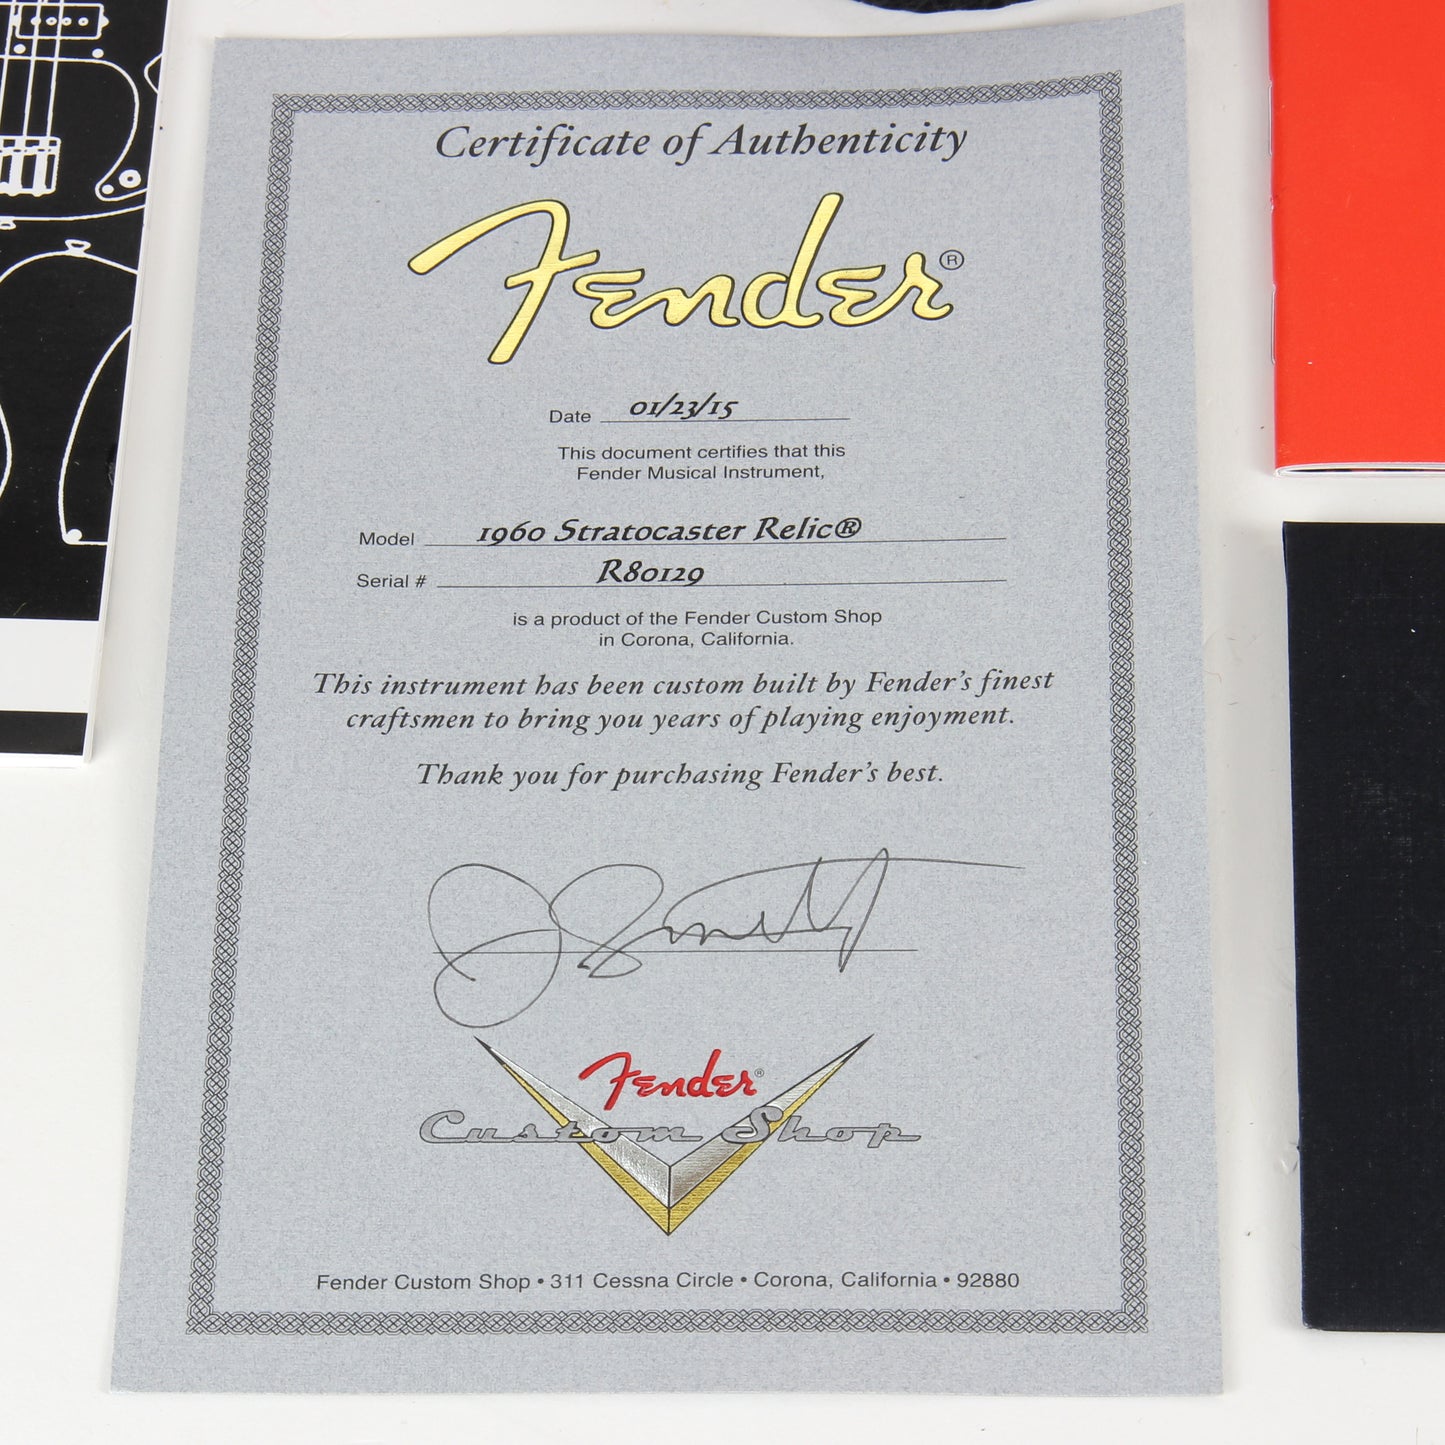 Certificate of Authenticity
Fender®
Date 01/23/15
This document certifies that this
Fender Musical Instrument,
Model 1960 Stratocaster Relic®
Serial # R80129
is a product of the Fender Custom Shop
in Corona, California.
This instrument has been custom built by Fender's finest
craftsmen to bring you years of playing enjoyment.
Thank you for purchasing Fender's best.
Fender®
Custom Shop
Fender Custom Shop • 311 Cessna Circle • Corona, California • 92880